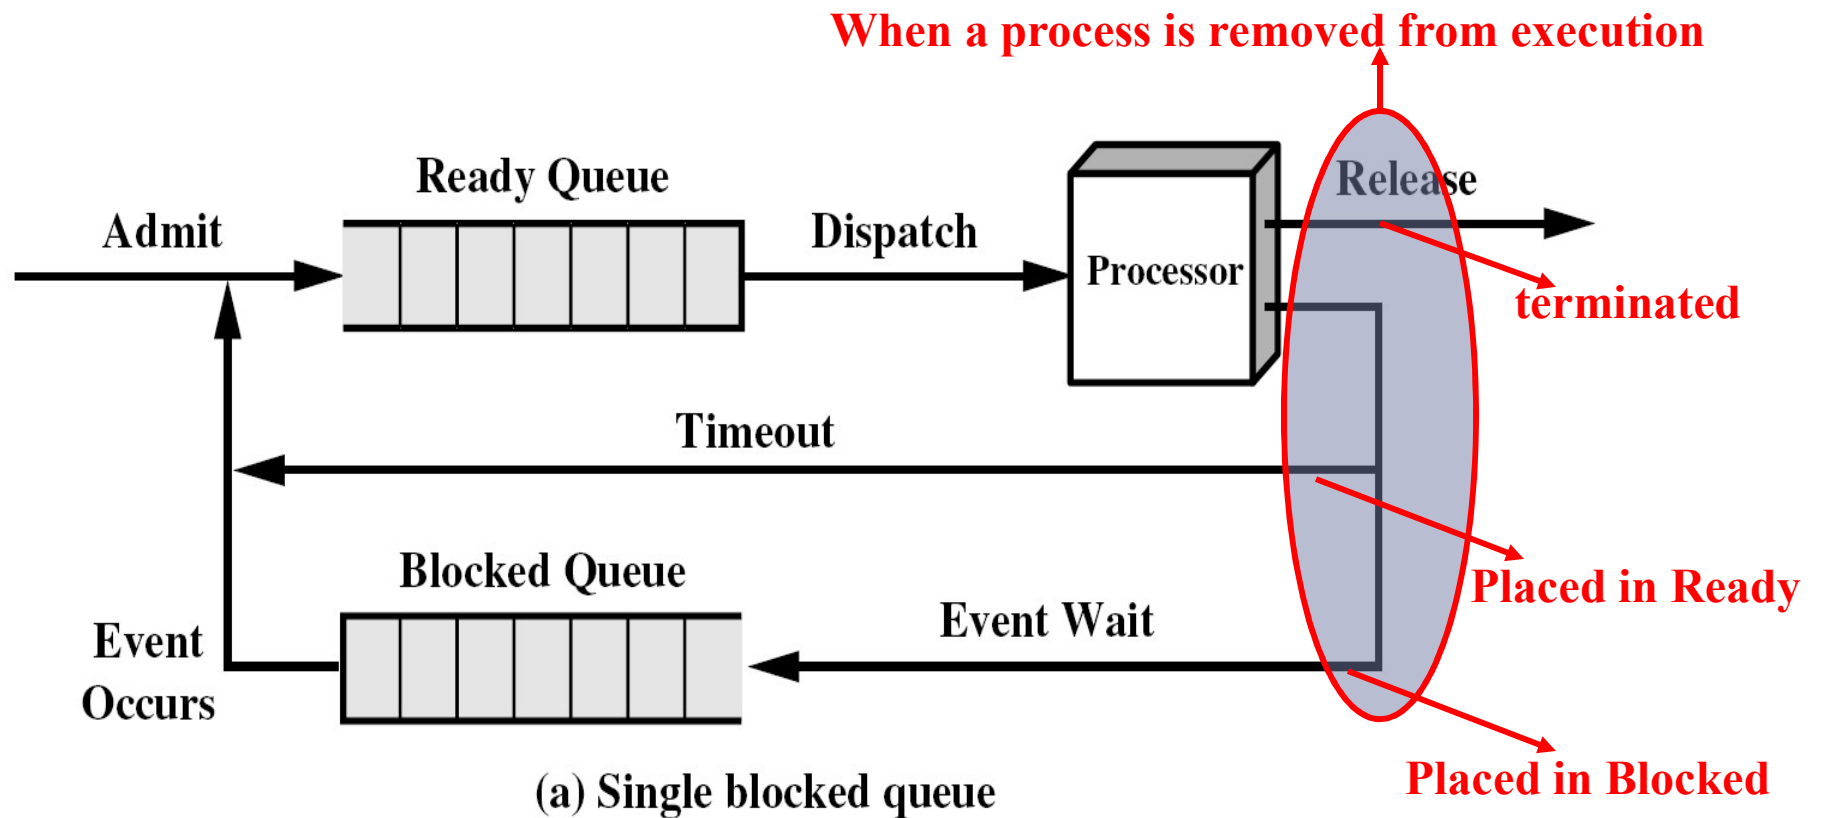 When a process is removed from execution
Ready Queue
Release
Admit
Dispatch
Processor
terminated
Timeout
Blocked Queue
Placed in Ready
Event Wait
Event
Occurs
Placed in Blocked
(a) Single blocked queue